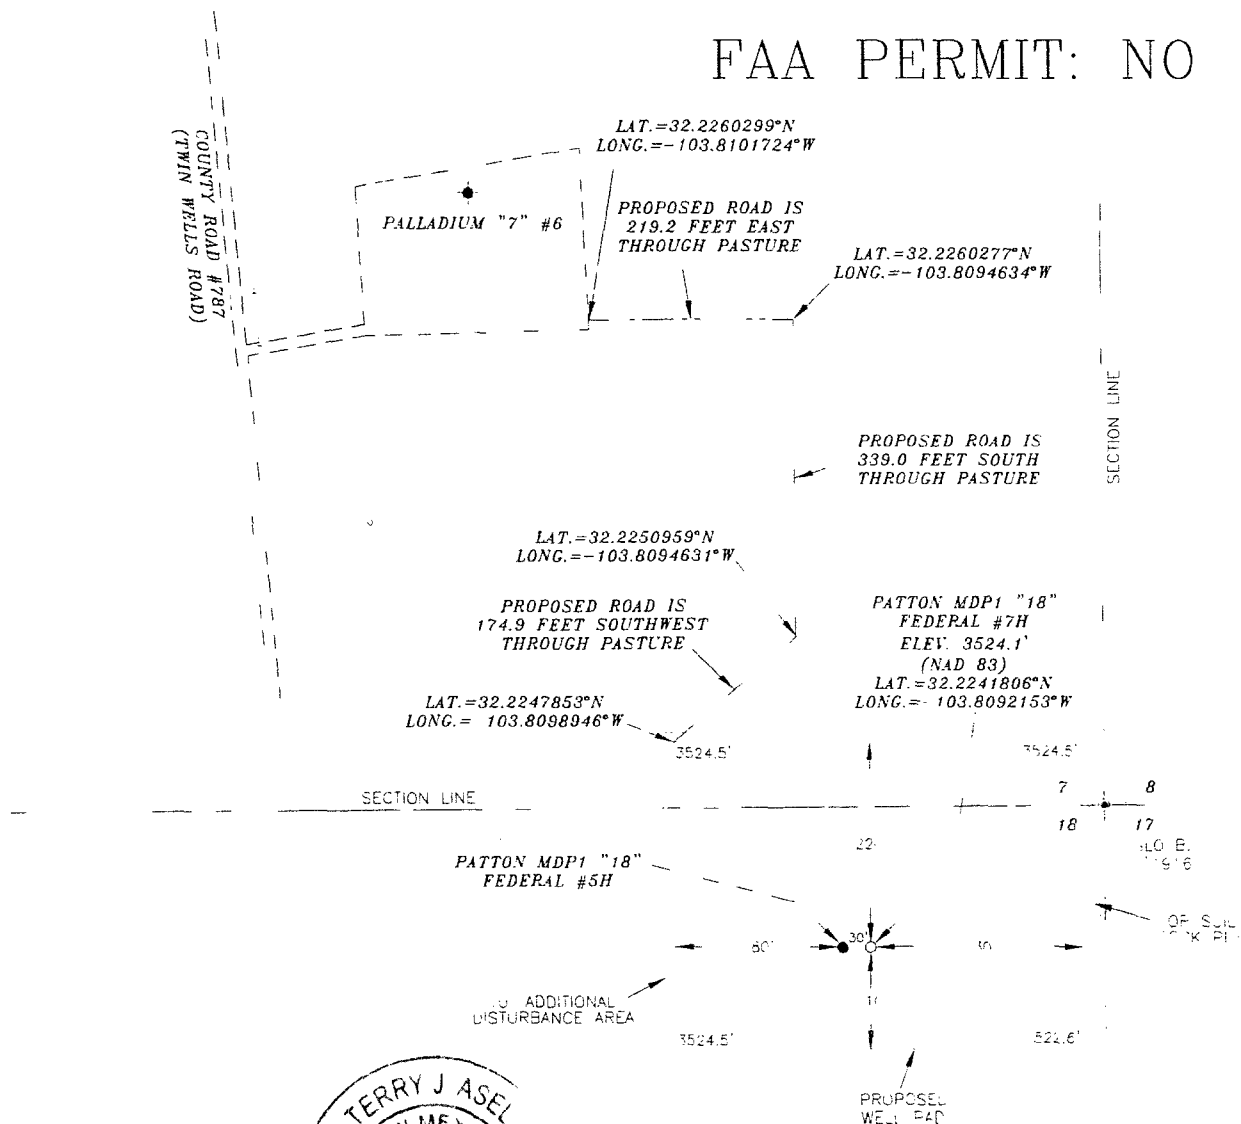 FAA PERMIT: NO
LAT.=32.2260299°N
LONG.=-103.8101724°W
COUNTY ROAD #787
(TWIN WELLS ROAD)
PALLADIUM "7" #6
PROPOSED ROAD IS
219.2 FEET EAST
THROUGH PASTURE
LAT.=32.2260277°N
LONG.=-103.8094634°W
SECTION LINE
PROPOSED ROAD IS
339.0 FEET SOUTH
THROUGH PASTURE
LAT.=32.2250959°N
LONG.=-103.8094631°W
PROPOSED ROAD IS
174.9 FEET SOUTHWEST
THROUGH PASTURE
PATTON MDP1 "18"
FEDERAL #7H
ELEV. 3524.1'
(NAD 83)
LAT.=32.2241806°N
LONG.=-103.8092153°W
LAT.=32.2247853°N
LONG.= 103.8098946°W
3524.5'
3524.5'
SECTION LINE
7 8
18 17
PATTON MDP1 "18"
FEDERAL #5H
30'
ADDITIONAL
DISTURBANCE AREA
3524.5'
PROPOSED
WELL PAD
TERRY J